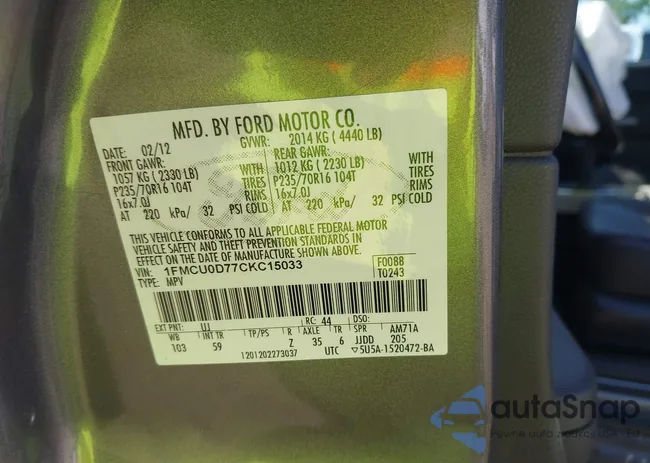 MFD. BY FORD MOTOR CO.
DATE: 02/12 GVWR: 2014 KG ( 4440 LB)
FRONT GAWR: REAR GAWR:
1057 KG ( 2330 LB) WITH 1012 KG ( 2230 LB) WITH
P235/70R16 104T TIRES P235/70R16 104T TIRES
16x7.0J RIMS 16x7.0J RIMS
AT 220 kPa/ 32 PSI COLD AT 220 kPa/ 32 PSI COLD
THIS VEHICLE CONFORMS TO ALL APPLICABLE FEDERAL MOTOR
VEHICLE SAFETY AND THEFT PREVENTION STANDARDS IN
EFFECT ON THE DATE OF MANUFACTURE SHOWN ABOVE.
VIN: 1FMCU0D77CKC15033 F0088
TYPE: MPV T0243
EXT PNT: UJ RC: 44 DSO:
WB INT TR TP/PS R AXLE TR SPR AM71A
103 59 Z 35 6 JJDD 205
1201202273037 UTC ▽5U5A-1520472-BA
autoSnap